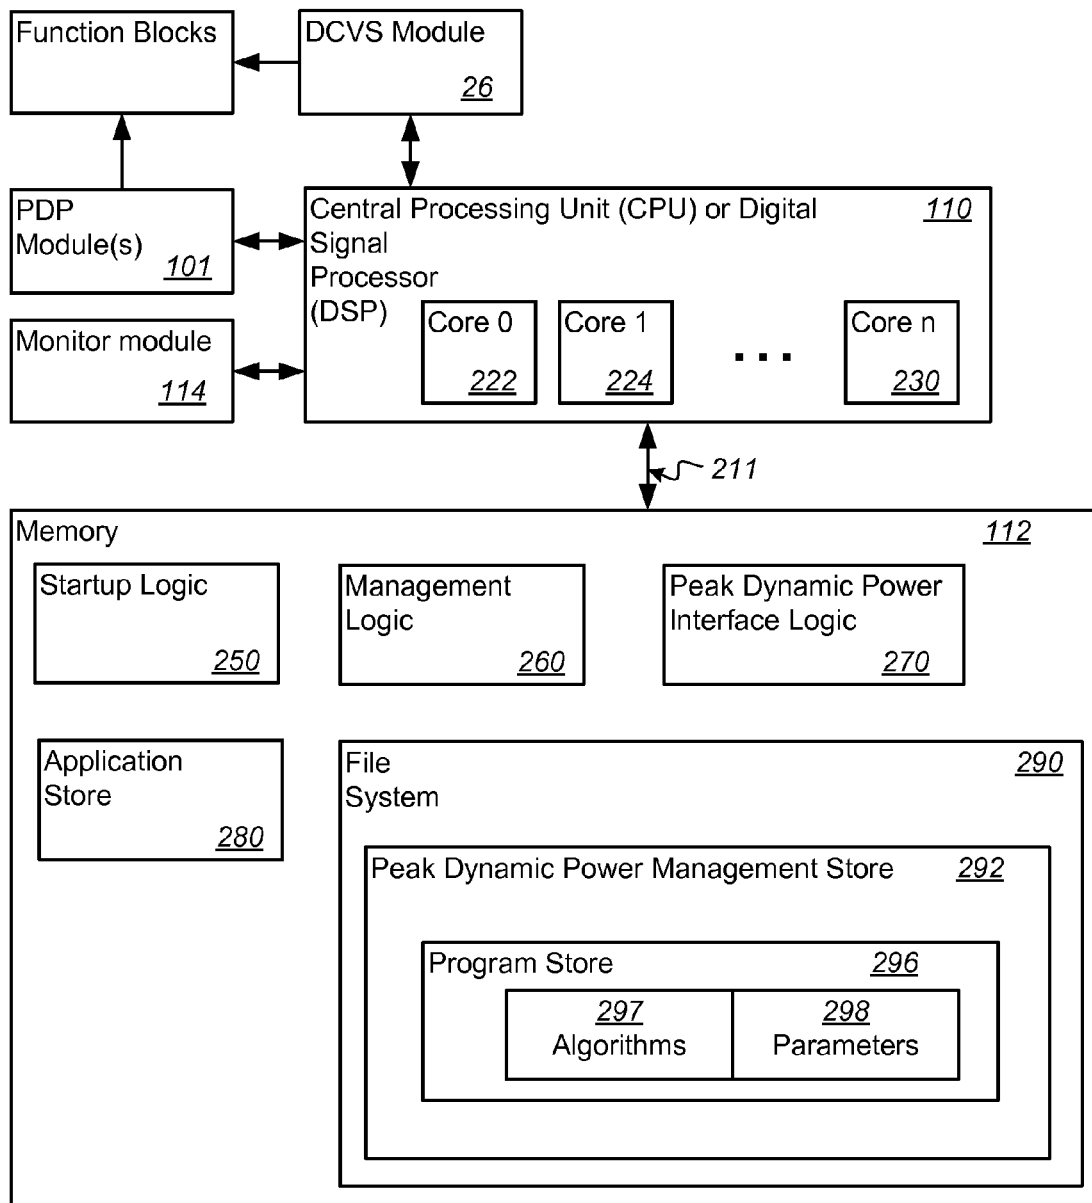 Function Blocks
DCVS Module
26
PDP
Module(s)
101
Central Processing Unit (CPU) or Digital
Signal
Processor
(DSP)
110
Core 0
222
Core 1
224
. . .
Core n
230
Monitor module
114
211
Memory
112
Startup Logic
250
Management
Logic
260
Peak Dynamic Power
Interface Logic
270
Application
Store
280
File
System
290
Peak Dynamic Power Management Store
292
Program Store
296
297
Algorithms
298
Parameters